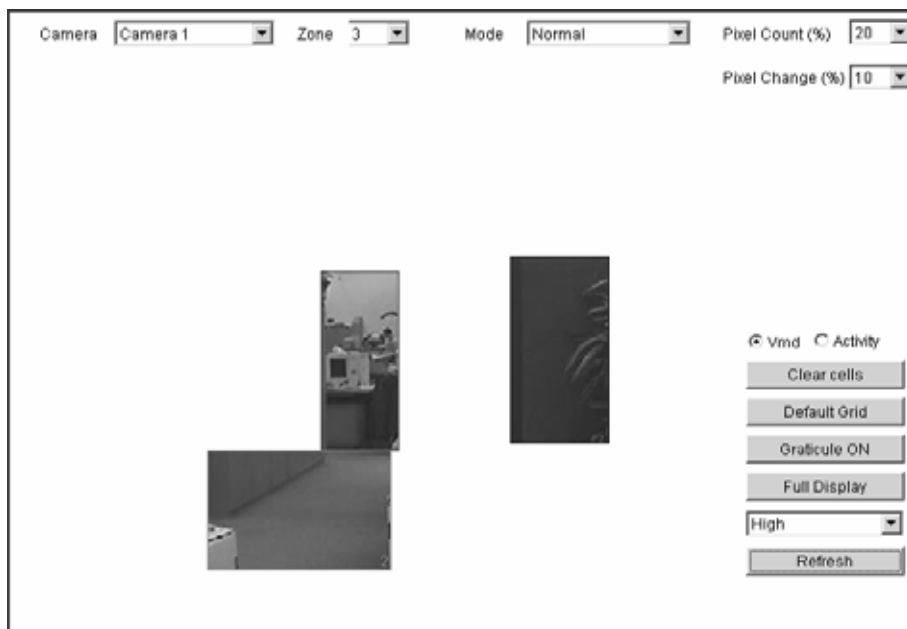 Camera Camera 1 Zone 3 Mode Normal Pixel Count (%) 20
Pixel Change (%) 10
Vmd Activity
Clear cells
Default Grid
Graticule ON
Full Display
2
High
Refresh